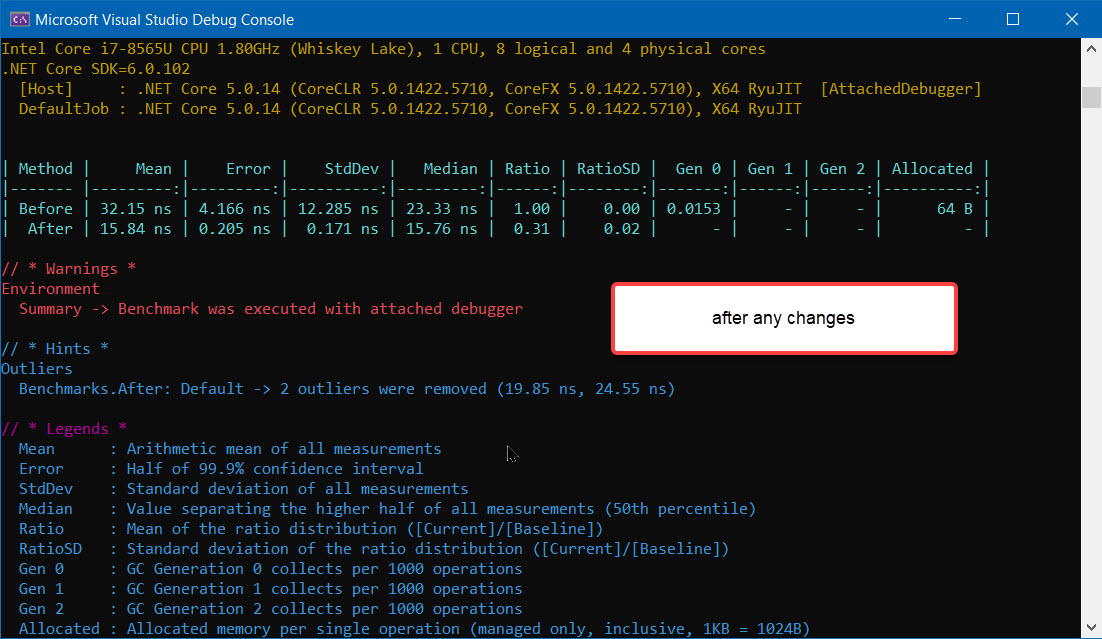 Microsoft Visual Studio Debug Console
Intel Core i7-8565U CPU 1.80GHz (Whiskey Lake), 1 CPU, 8 logical and 4 physical cores
.NET Core SDK=6.0.102
  [Host]     : .NET Core 5.0.14 (CoreCLR 5.0.1422.5710, CoreFX 5.0.1422.5710), X64 RyuJIT  [AttachedDebugger]
  DefaultJob : .NET Core 5.0.14 (CoreCLR 5.0.1422.5710, CoreFX 5.0.1422.5710), X64 RyuJIT
| Method |     Mean |    Error |    StdDev |   Median | Ratio | RatioSD |  Gen 0 | Gen 1 | Gen 2 | Allocated |
|------- |---------:|---------:|----------:|---------:|------:|--------:|-------:|------:|------:|----------:|
| Before | 32.15 ns | 4.166 ns | 12.285 ns | 23.33 ns |  1.00 |    0.00 | 0.0153 |     - |     - |      64 B |
|  After | 15.84 ns | 0.205 ns |  0.171 ns | 15.76 ns |  0.31 |    0.02 |      - |     - |     - |         - |
// * Warnings *
Environment
  Summary -> Benchmark was executed with attached debugger
after any changes
// * Hints *
Outliers
  Benchmarks.After: Default -> 2 outliers were removed (19.85 ns, 24.55 ns)
// * Legends *
  Mean      : Arithmetic mean of all measurements
  Error     : Half of 99.9% confidence interval
  StdDev    : Standard deviation of all measurements
  Median    : Value separating the higher half of all measurements (50th percentile)
  Ratio     : Mean of the ratio distribution ([Current]/[Baseline])
  RatioSD   : Standard deviation of the ratio distribution ([Current]/[Baseline])
  Gen 0     : GC Generation 0 collects per 1000 operations
  Gen 1     : GC Generation 1 collects per 1000 operations
  Gen 2     : GC Generation 2 collects per 1000 operations
  Allocated : Allocated memory per single operation (managed only, inclusive, 1KB = 1024B)